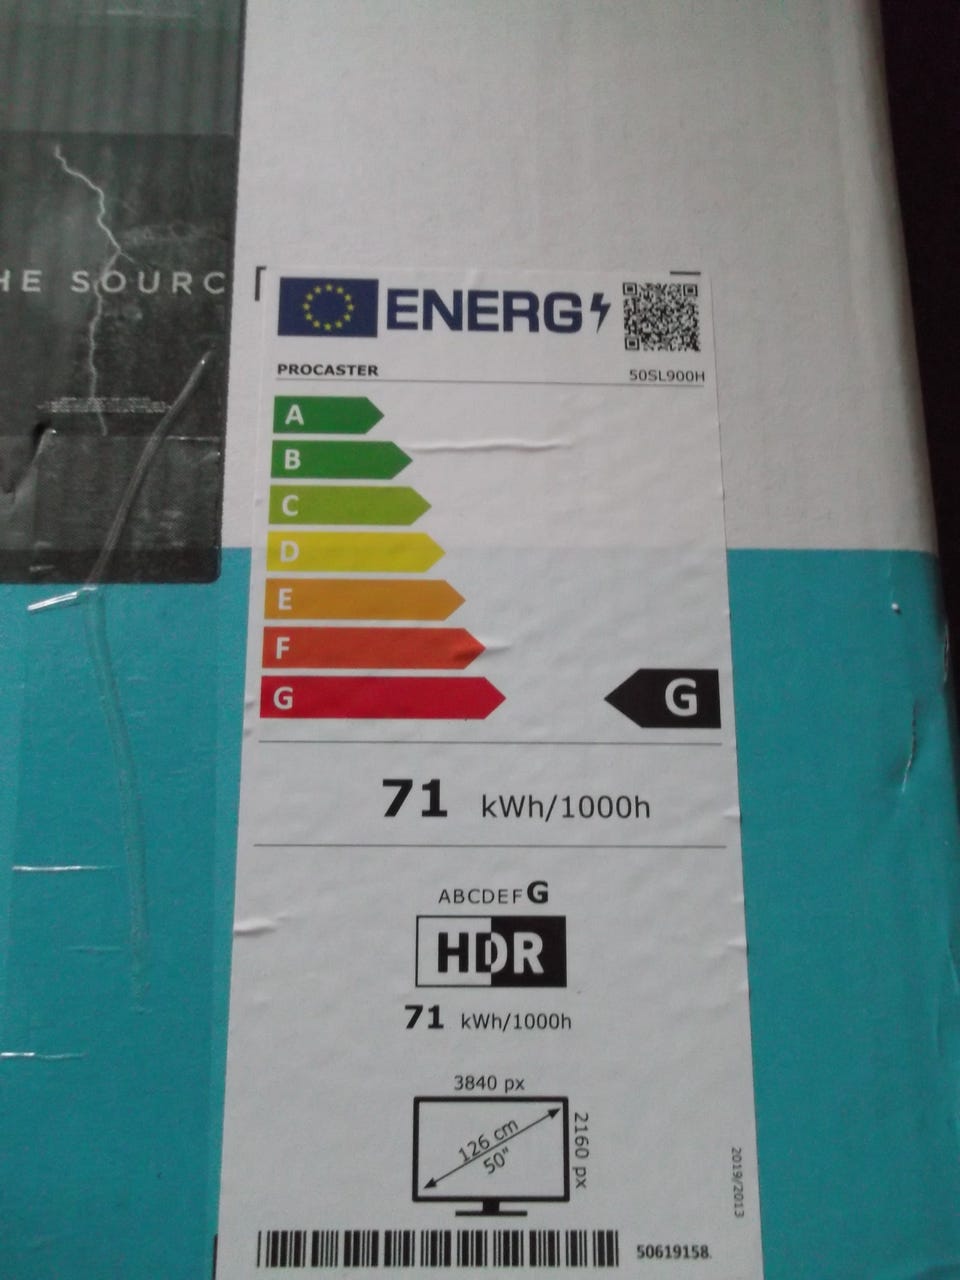 HE SOURC
ENERG
PROCASTER
50SL900H
A
B
C
D
E
F
G
G
71 kWh/1000h
ABCDEFG
HDR
71 kWh/1000h
3840 px
126 cm
50"
2160 px
2019/2013
50619158.